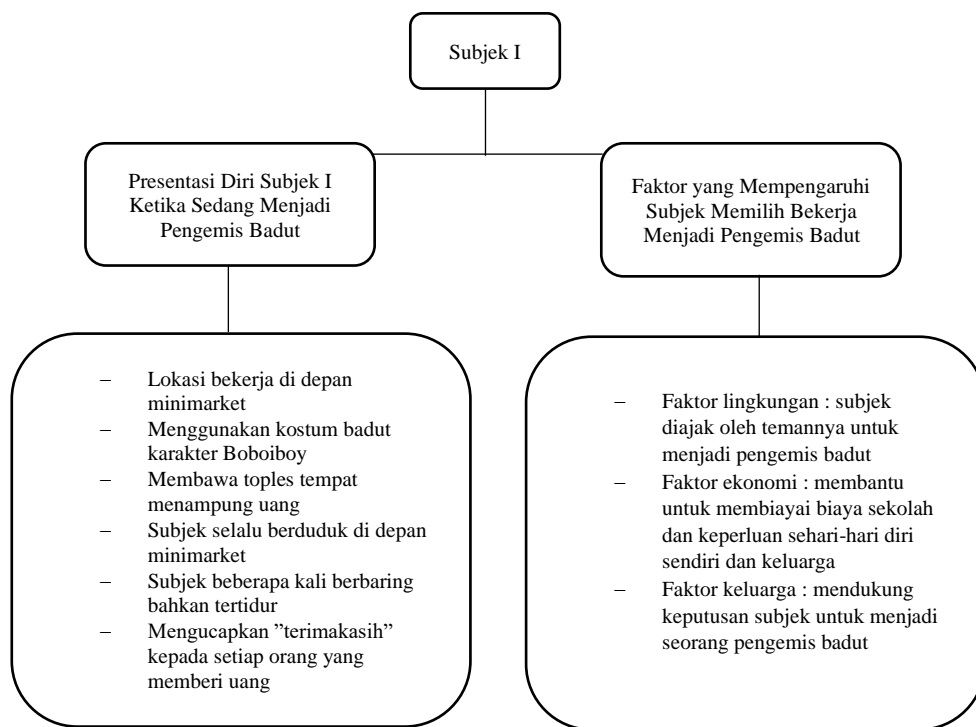 Subjek I
Presentasi Diri Subjek I
Ketika Sedang Menjadi
Pengemis Badut
Faktor yang Mempengaruhi
Subjek Memilih Bekerja
Menjadi Pengemis Badut
– Lokasi bekerja di depan
minimarket
– Menggunakan kostum badut
karakter Boboiboy
– Membawa toples tempat
menampung uang
– Subjek selalu berduduk di depan
minimarket
– Subjek beberapa kali berbaring
bahkan tertidur
– Mengucapkan ”terimakasih”
kepada setiap orang yang
memberi uang
– Faktor lingkungan : subjek
diajak oleh temannya untuk
menjadi pengemis badut
– Faktor ekonomi : membantu
untuk membiayai biaya sekolah
dan keperluan sehari-hari diri
sendiri dan keluarga
– Faktor keluarga : mendukung
keputusan subjek untuk menjadi
seorang pengemis badut